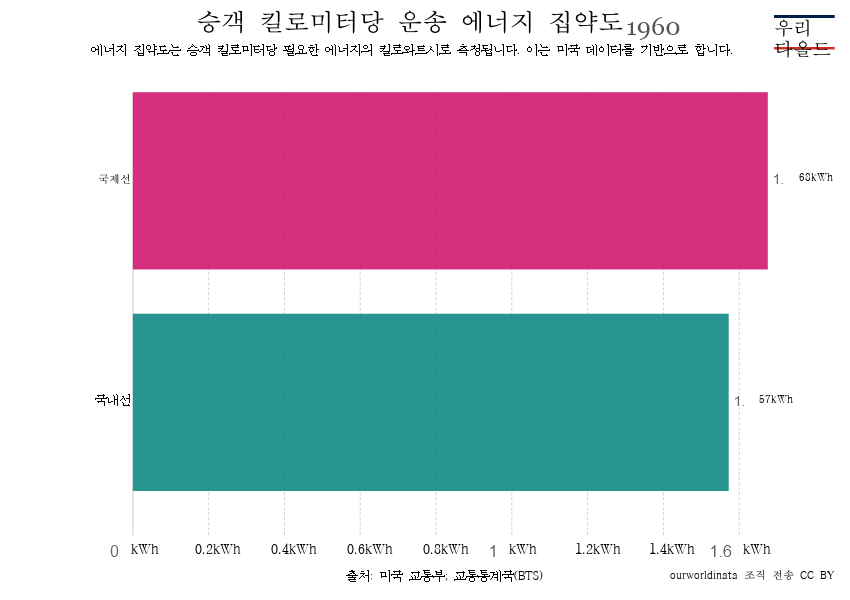 승객 킬로미터당 운송 에너지 집약도1960
에너지 집약도는 승객 킬로미터당 필요한 에너지의 킬로와트시로 측정됩니다. 이는 미국 데이터를 기반으로 합니다.
우리
다울드
국제선
1. 68kWh
국내선
1. 57kWh
0 kWh 0.2kWh 0.4kWh 0.6kWh 0.8kWh 1 kWh 1.2kWh 1.4kWh 1.6 kWh
출처: 미국 교통부; 교통통계국(BTS)
ourworldinata 조직 전송 CC BY